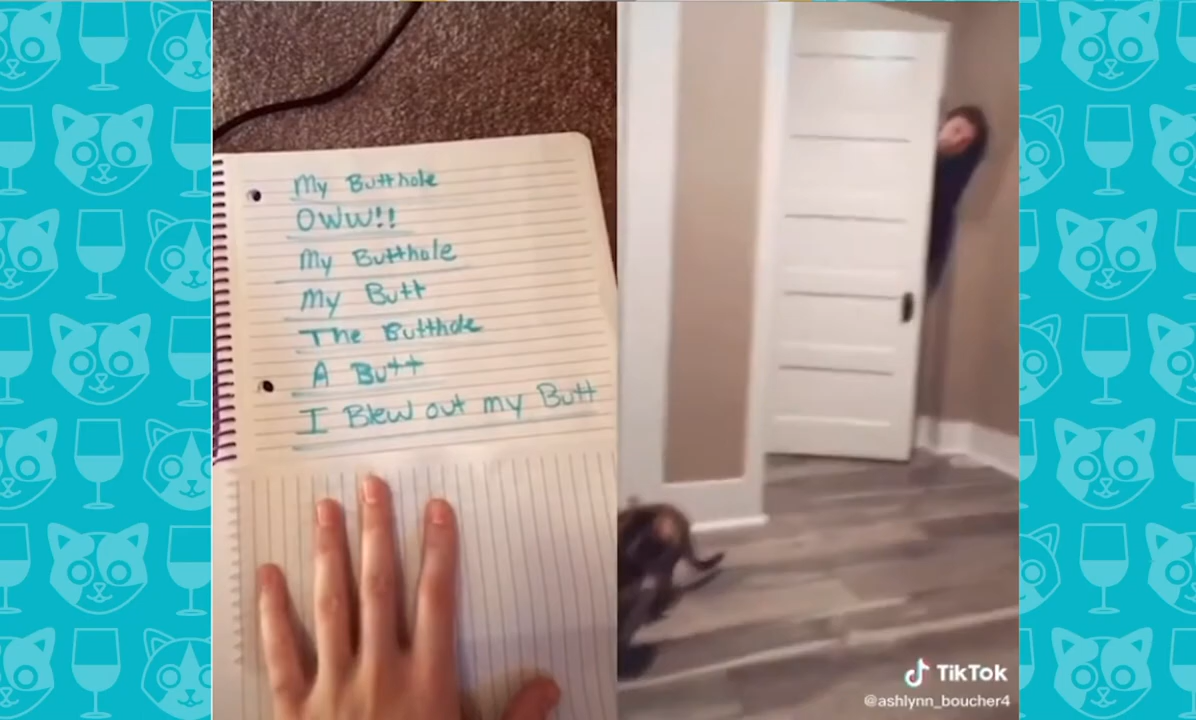 My Butthole
OWW!!
My Butthole
My Butt
The Butthole
A Butt
I Blew out my Butt
TikTok
@ashlynn_boucher4